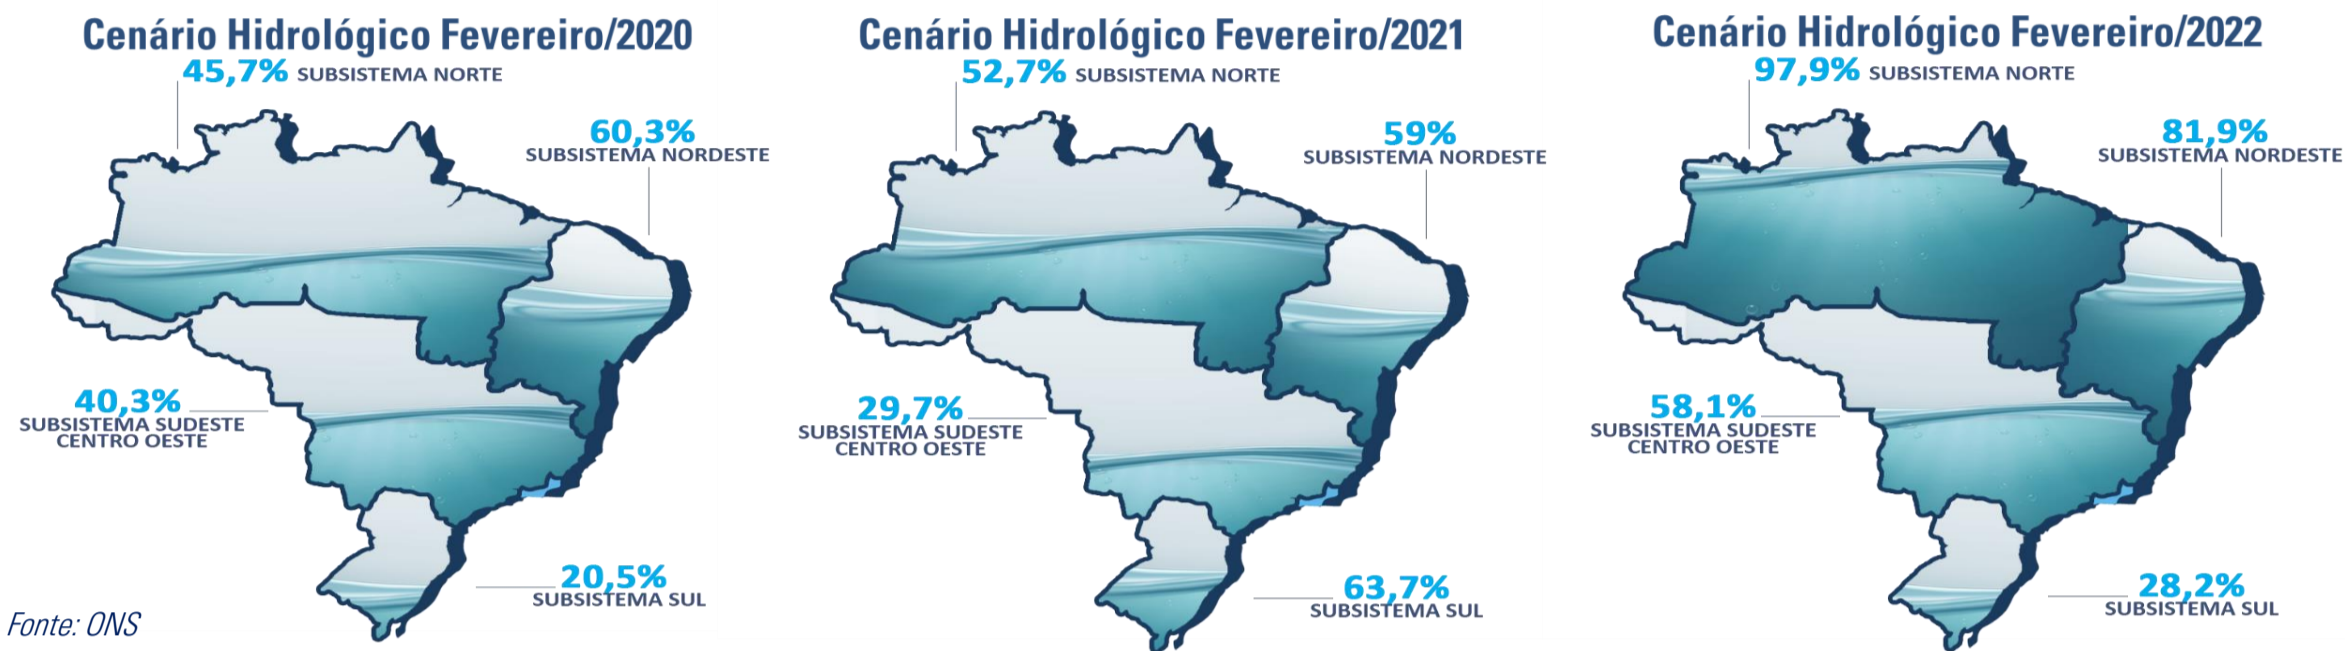 Cenário Hidrológico Fevereiro/2020
45,7% SUBSISTEMA NORTE
60,3%
SUBSISTEMA NORDESTE
40,3%
SUBSISTEMA SUDESTE
CENTRO OESTE
20,5%
SUBSISTEMA SUL
Fonte: ONS
Cenário Hidrológico Fevereiro/2021
52,7% SUBSISTEMA NORTE
59%
SUBSISTEMA NORDESTE
29,7%
SUBSISTEMA SUDESTE
CENTRO OESTE
63,7%
SUBSISTEMA SUL
Cenário Hidrológico Fevereiro/2022
97,9% SUBSISTEMA NORTE
81,9%
SUBSISTEMA NORDESTE
58,1%
SUBSISTEMA SUDESTE
CENTRO OESTE
28,2%
SUBSISTEMA SUL